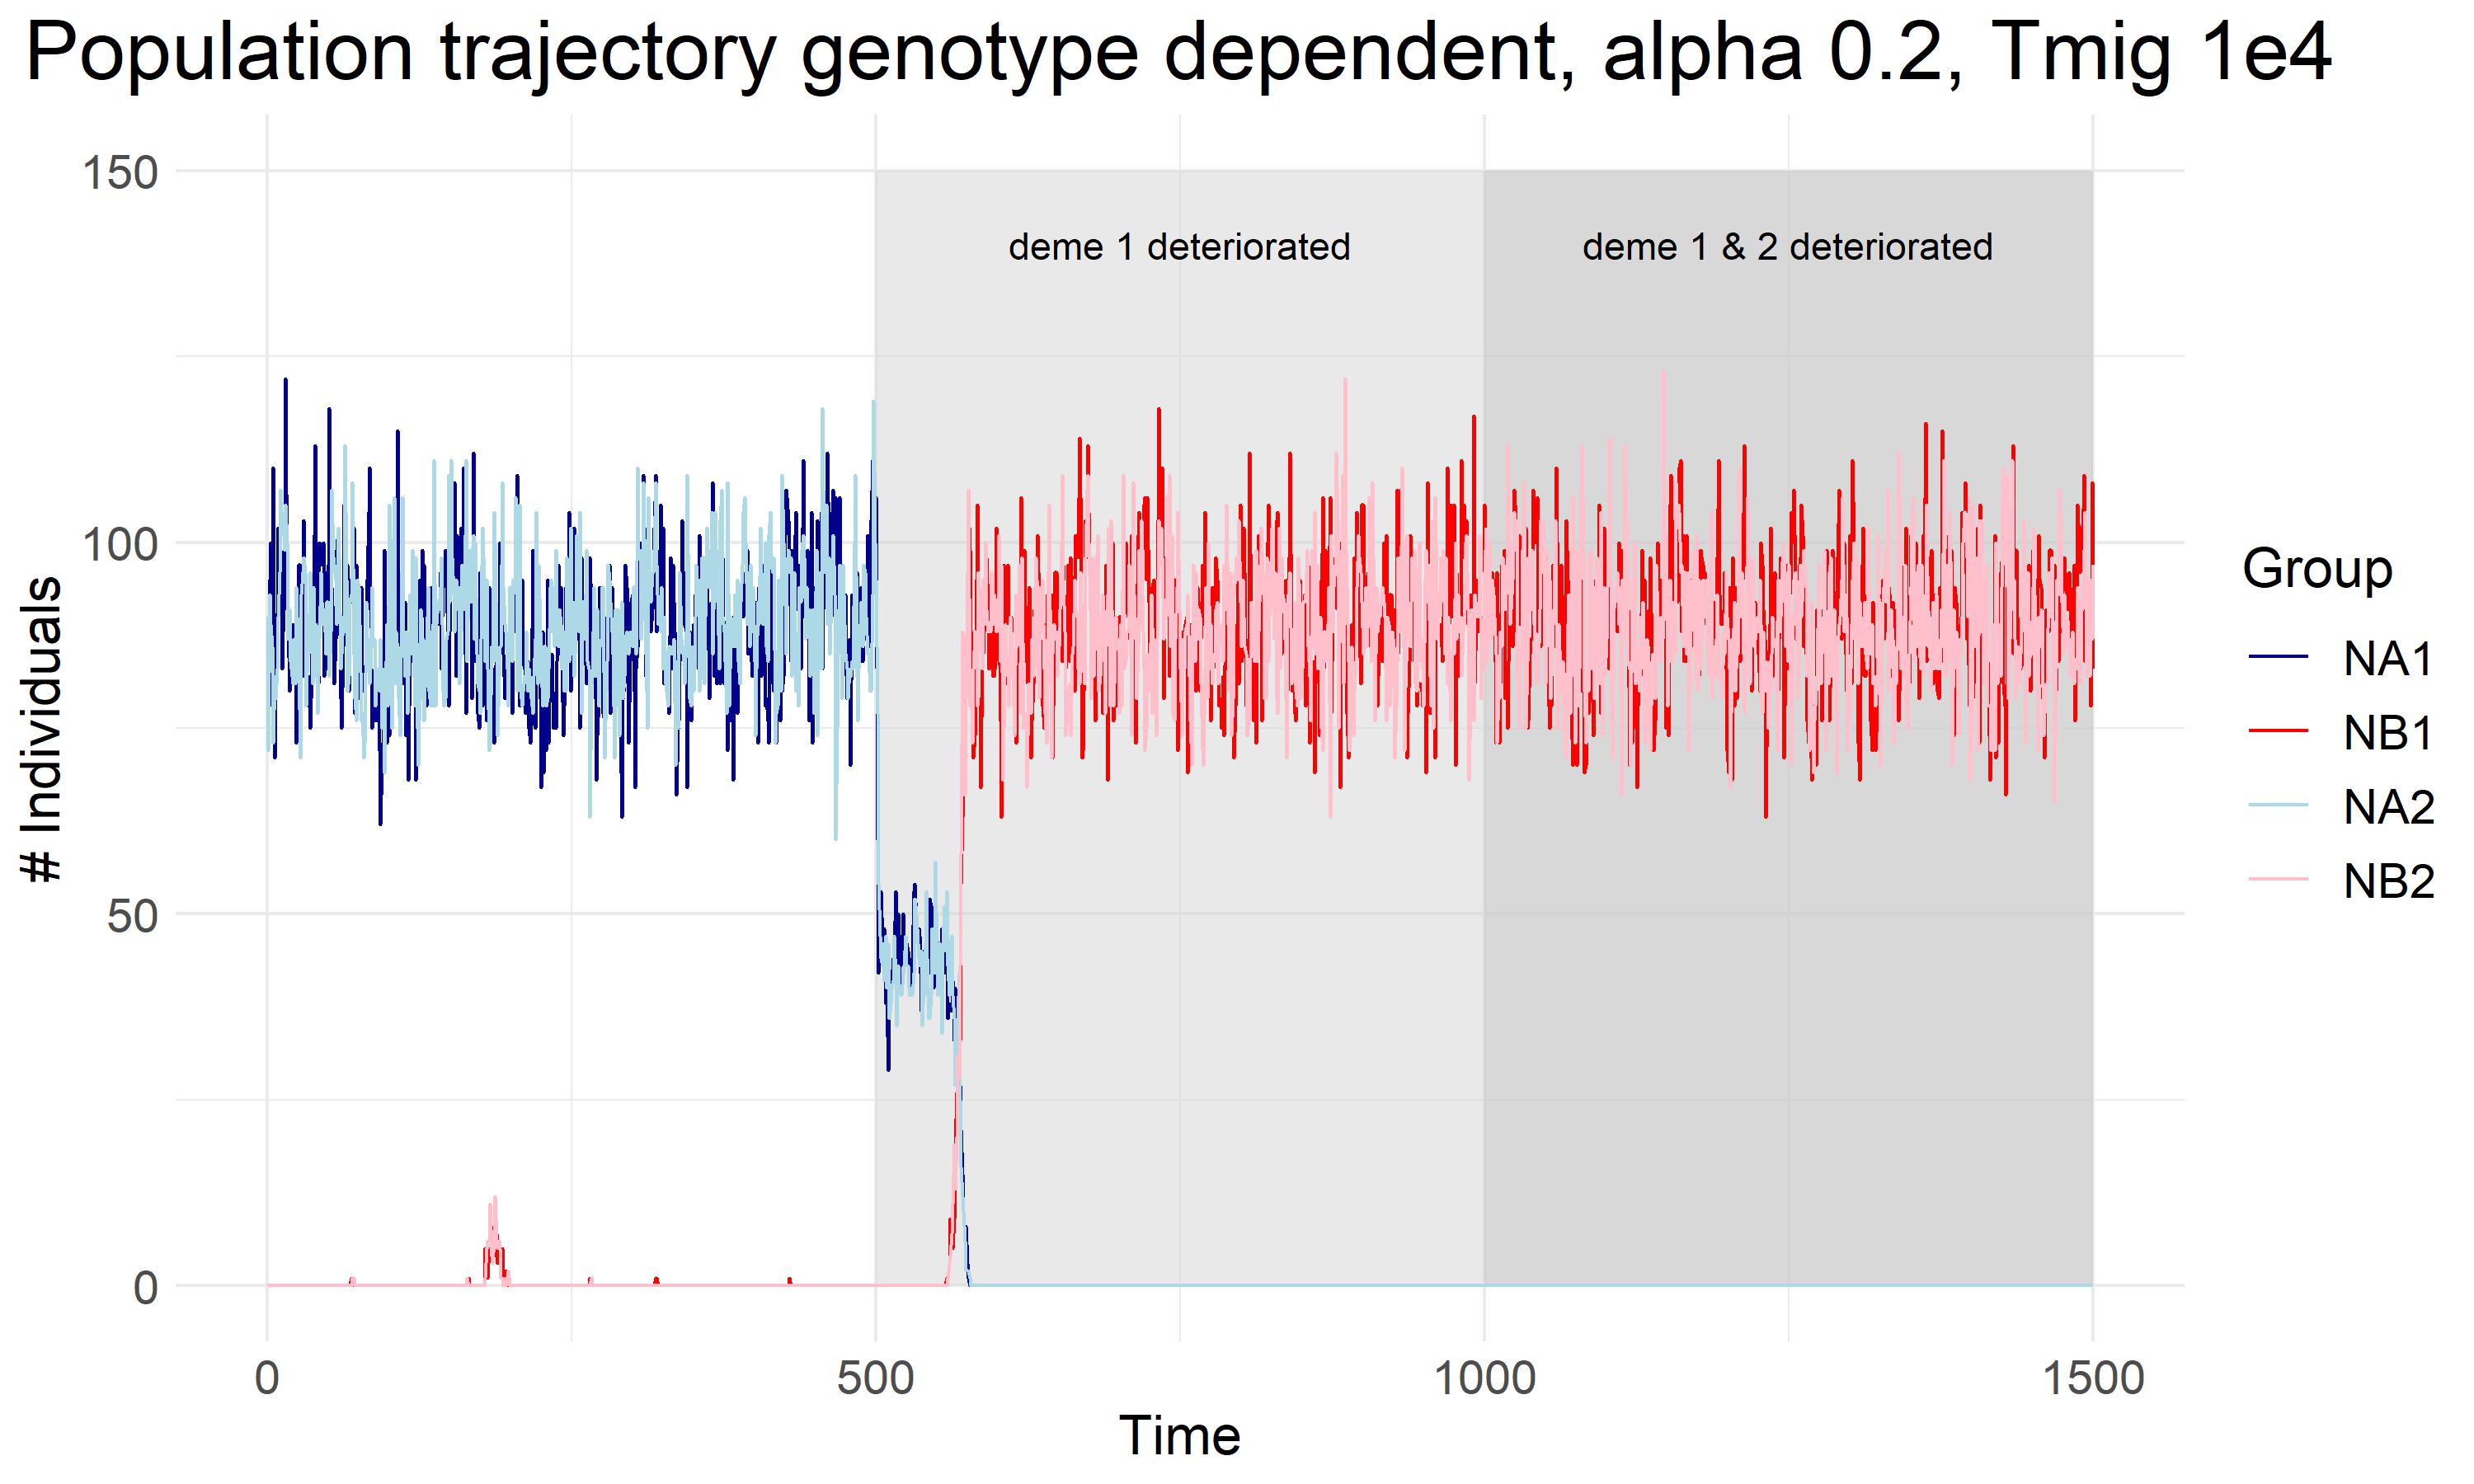 Population trajectory genotype dependent, alpha 0.2, Tmig 1e4
150
100
50
0
# Individuals
deme 1 deteriorated
deme 1 & 2 deteriorated
0
500
1000
1500
Time
Group
NA1
NB1
NA2
NB2